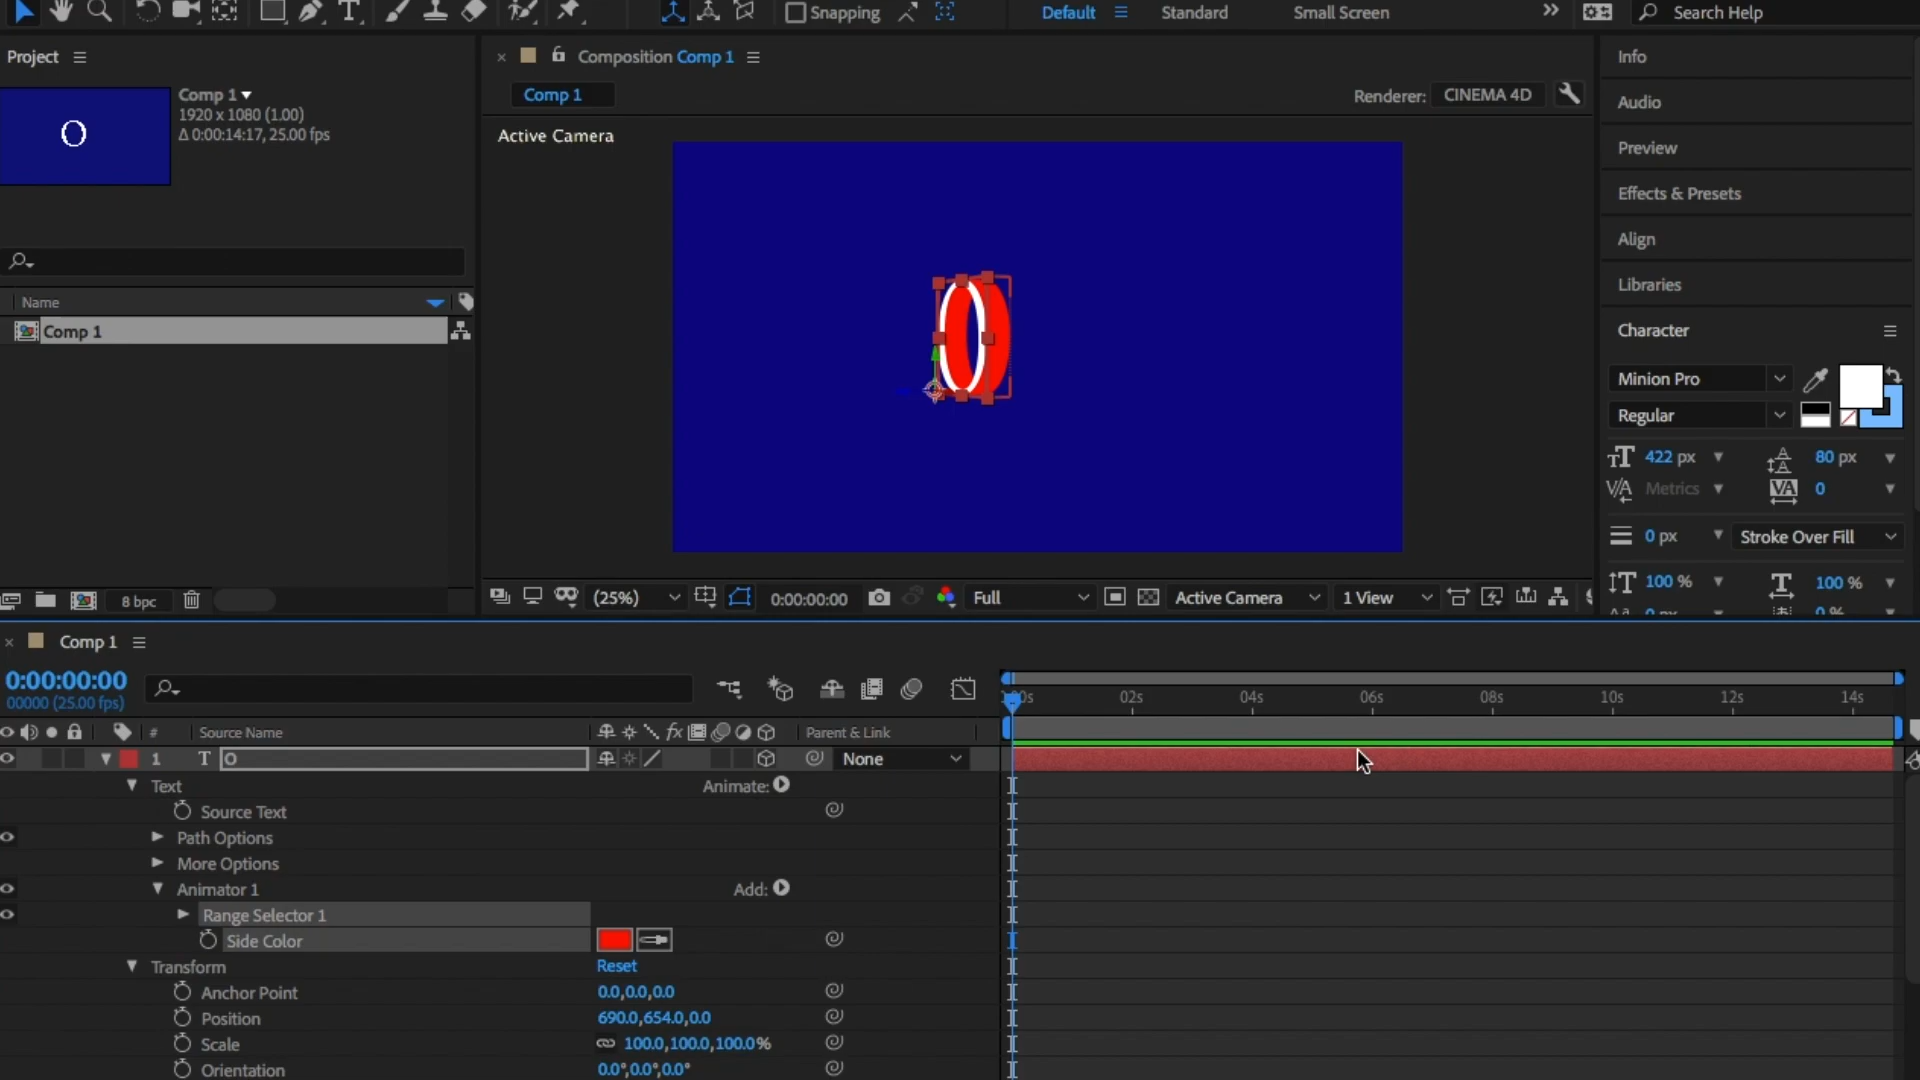 Snapping
Default
Standard
Small Screen
Search Help
Project
Comp 1
1920 x 1080 (1.00)
Δ 0:00:14:17, 25.00 fps
O
Name
Comp 1
8 bpc
Composition Comp 1
Comp 1
Renderer: CINEMA 4D
Active Camera
O
(25%)
0:00:00:00
Full
Active Camera
1 View
Info
Audio
Preview
Effects & Presets
Align
Libraries
Character
Minion Pro
Regular
422 px
80 px
Metrics
0
0 px
Stroke Over Fill
100 %
100 %
0 px
0 %
Comp 1
0:00:00:00
00000 (25.00 fps)
02s 04s 06s 08s 10s 12s 14s
# Source Name
Parent & Link
1 T O
None
Text
Animate:
Source Text
Path Options
More Options
Animator 1
Add:
Range Selector 1
Side Color
Transform
Reset
Anchor Point
0.0,0.0,0.0
Position
690.0,654.0,0.0
Scale
100.0,100.0,100.0%
Orientation
0.0°,0.0°,0.0°